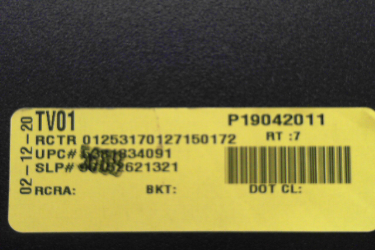 02-12-20
TV01 P19042011
RCTR 01253170127150172 RT :7
UPC#
SLP#
RCRA: BKT: DOT CL: